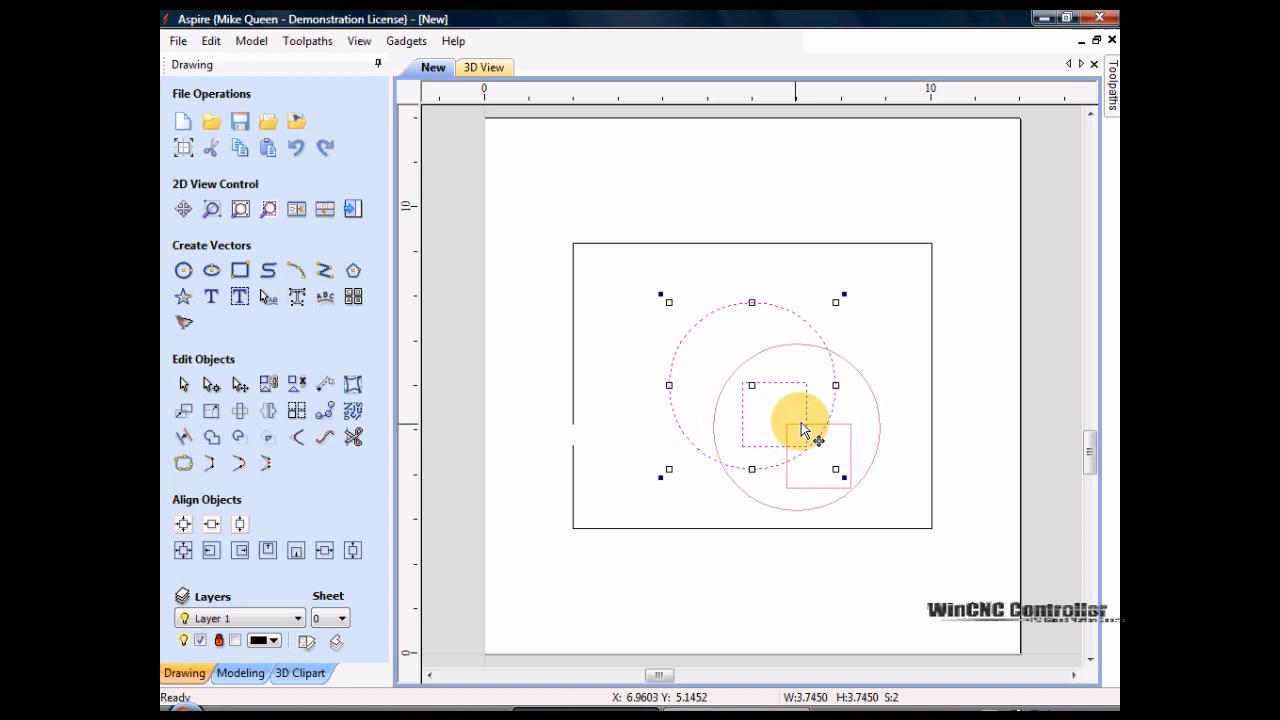 Aspire {Mike Queen - Demonstration License} - [New]
File Edit Model Toolpaths View Gadgets Help
Drawing
New 3D View
Toolpaths
0 10
File Operations
2D View Control
10
Create Vectors
T T T ABC
Edit Objects
Align Objects
Layers Sheet
Layer 1 0
0
WinCNC Controller
Drawing Modeling 3D Clipart
Ready X: 6.9603 Y: 5.1452 W:3.7450 H:3.7450 S:2